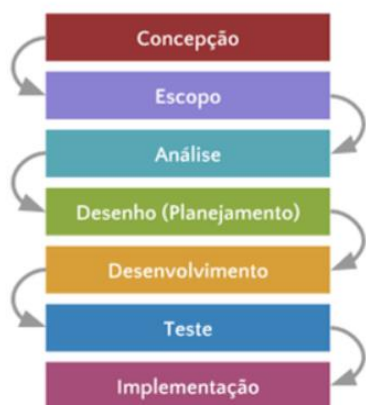 Concepção
Escopo
Análise
Desenho (Planejamento)
Desenvolvimento
Teste
Implementação